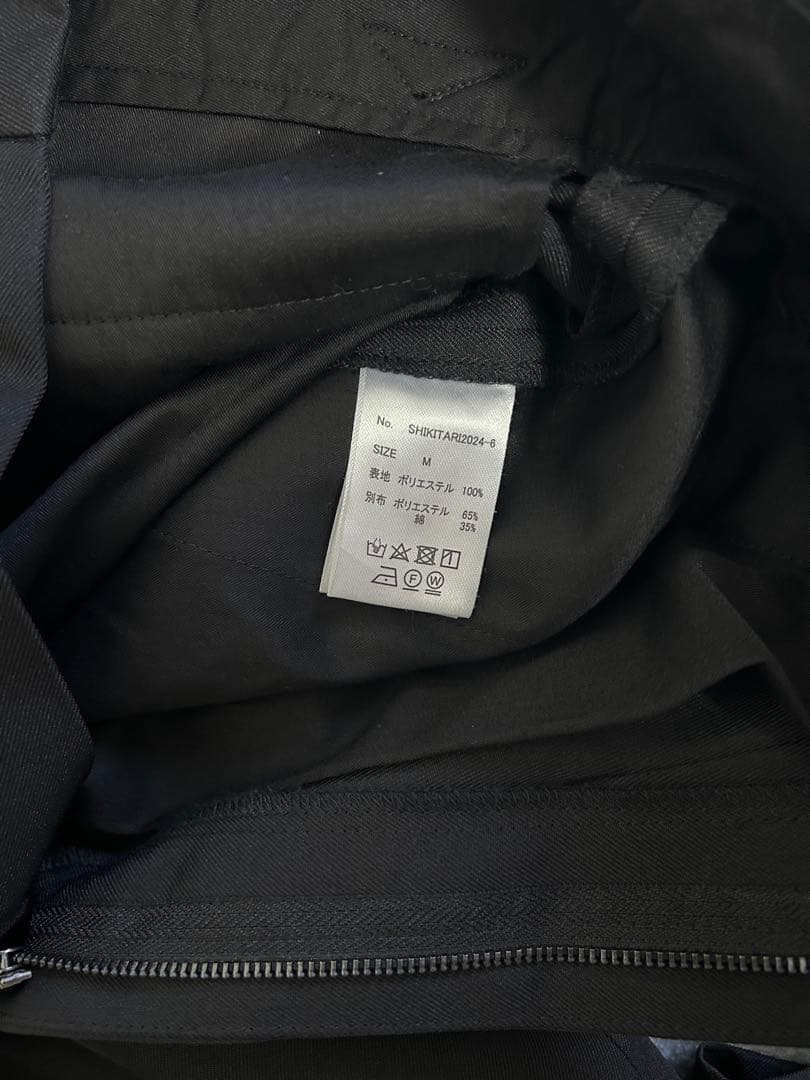 No. SHIKITARI2024-6
SIZE M
表地 ポリエステル 100%
別布 ポリエステル 65%
綿 35%
F W